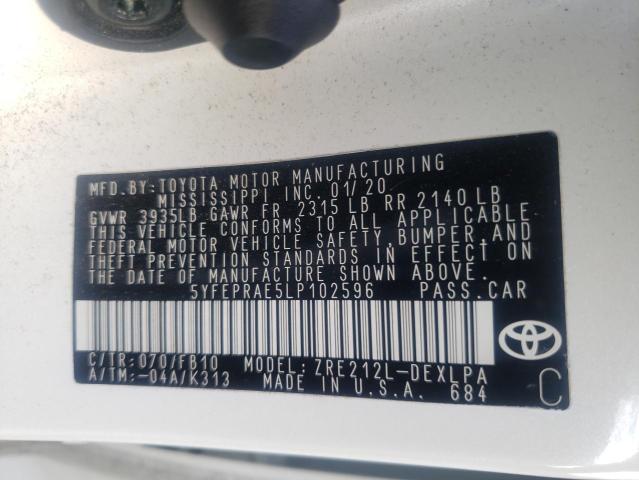 MFD. BY: TOYOTA MOTOR MANUFACTURING
MISSISSIPPI INC. 01/20
GVWR 3935LB GAWR FR 2315 LB RR 2140 LB
THIS VEHICLE CONFORMS TO ALL APPLICABLE
FEDERAL MOTOR VEHICLE SAFETY, BUMPER, AND
THEFT PREVENTION STANDARDS IN EFFECT ON
THE DATE OF MANUFACTURE SHOWN ABOVE.
5YFEPRAE5LP102596 PASS. CAR
C/TR: 070/FB10 MODEL: ZRE212L-DEXLPA
A/TM: -04A/K313 MADE IN U.S.A. 684
TOYOTA
C